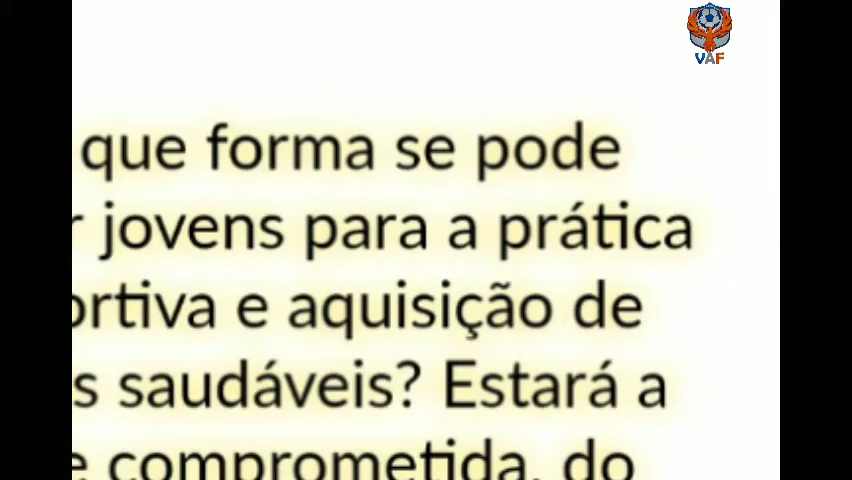 VAF
que forma se pode
r jovens para a prática
ortiva e aquisição de
s saudáveis? Estará a
e comprometida, do